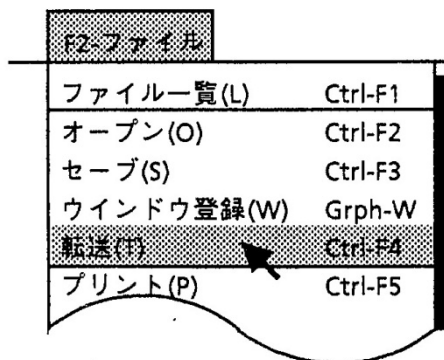 F2-ファイル
ファイル一覧(L) Ctrl-F1
オープン(O) Ctrl-F2
セーブ(S) Ctrl-F3
ウインドウ登録(W) Grph-W
転送(T) Ctrl-F4
プリント(P) Ctrl-F5